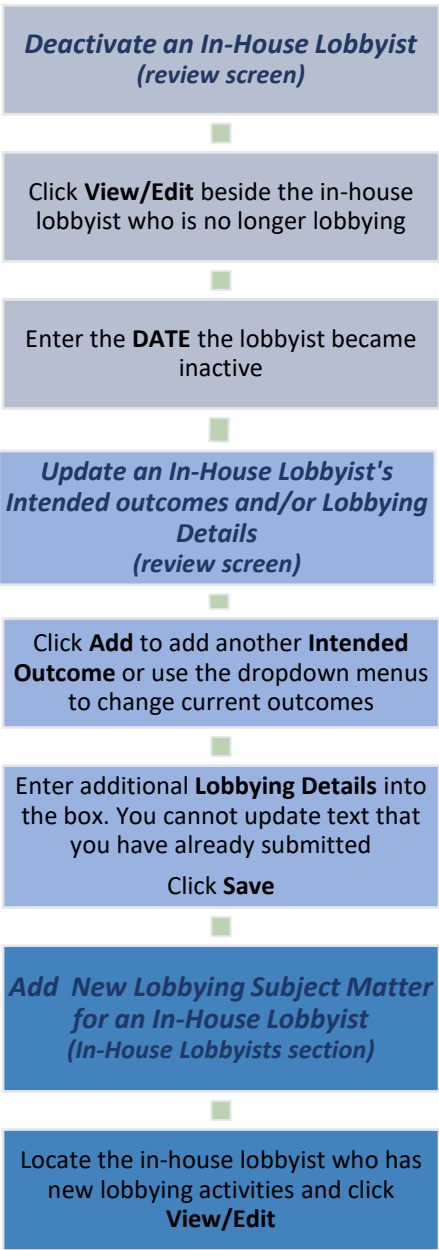 Deactivate an In-House Lobbyist
(review screen)
Click View/Edit beside the in-house
lobbyist who is no longer lobbying
Enter the DATE the lobbyist became
inactive
Update an In-House Lobbyist's
Intended outcomes and/or Lobbying
Details
(review screen)
Click Add to add another Intended
Outcome or use the dropdown menus
to change current outcomes
Enter additional Lobbying Details into
the box. You cannot update text that
you have already submitted
Click Save
Add New Lobbying Subject Matter
for an In-House Lobbyist
(In-House Lobbyists section)
Locate the in-house lobbyist who has
new lobbying activities and click
View/Edit